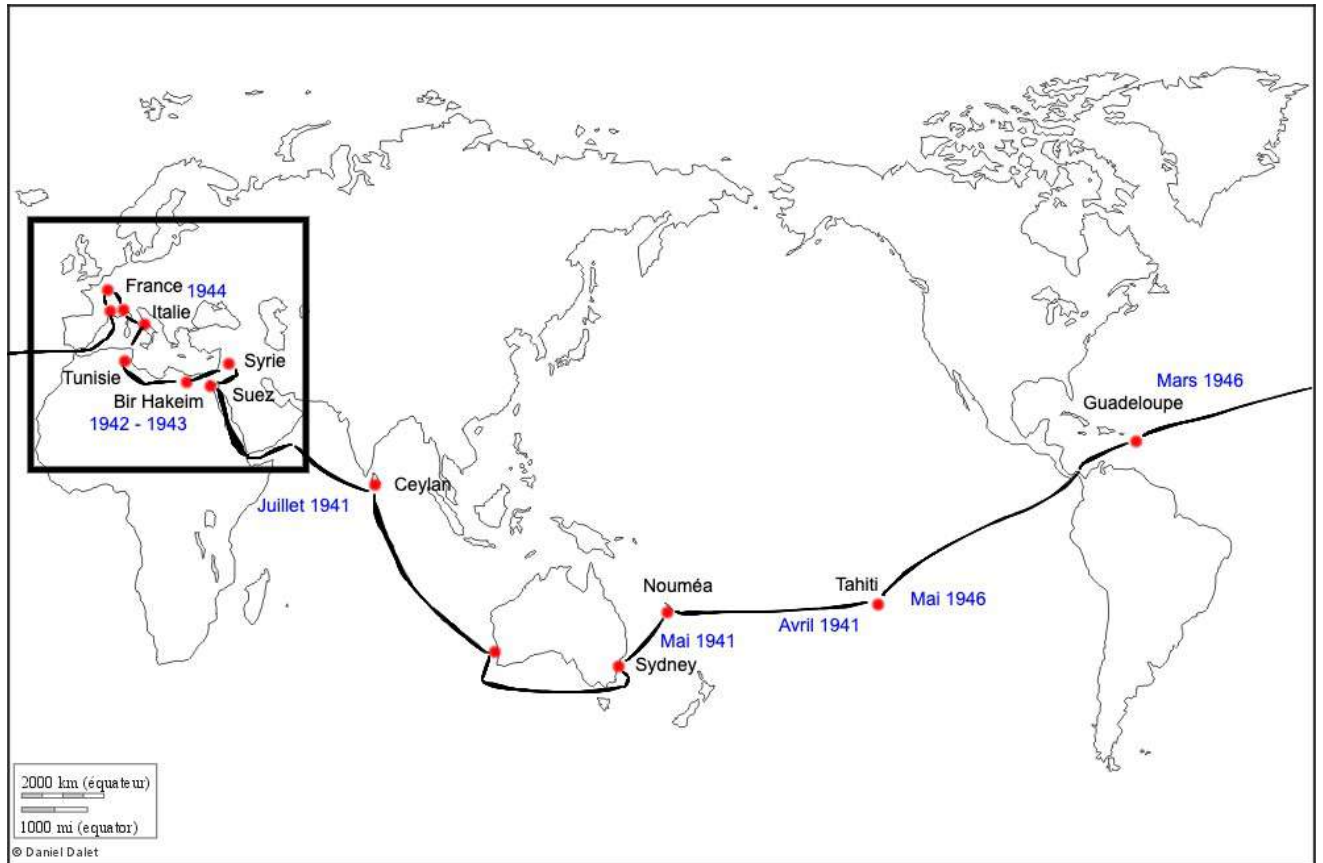 France 1944
Italie
Syrie
Tunisie
Bir Hakeim
Suez
1942 - 1943
Mars 1946
Guadeloupe
Ceylan
Juillet 1941
Nouméa
Tahiti
Mai 1946
Avril 1941
Mai 1941
Sydney
2000 km (équateur)
1000 mi (equator)
© Daniel Dalet